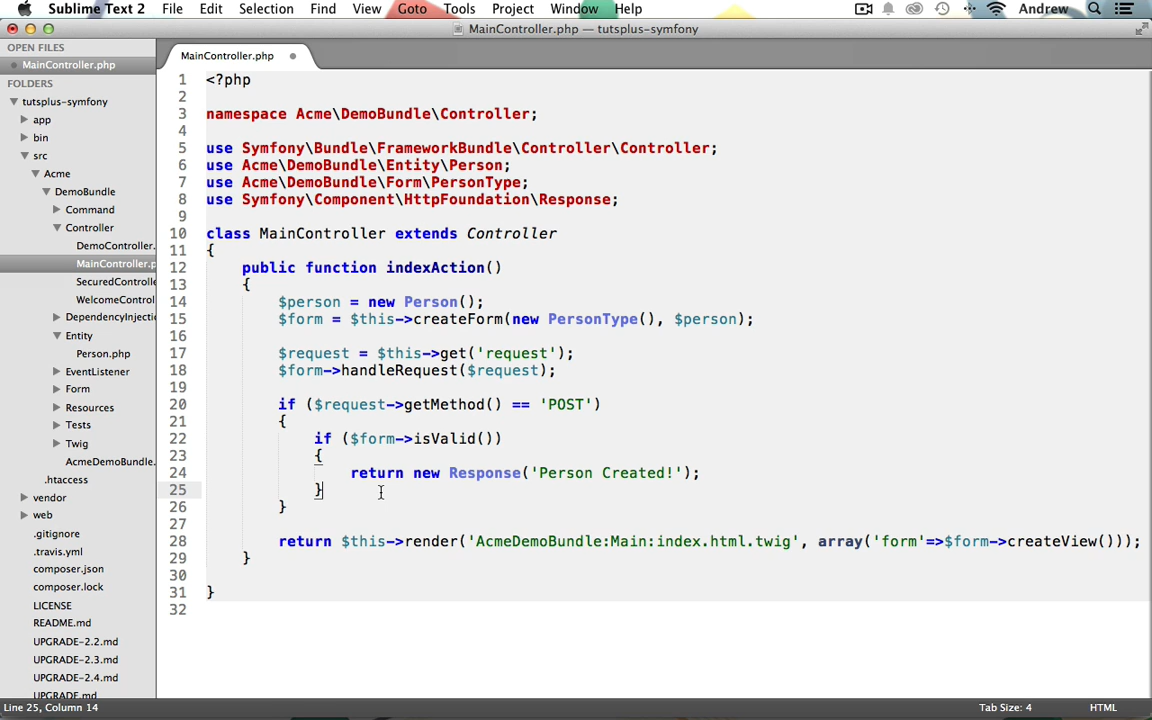 Sublime Text 2 File Edit Selection Find View Goto Tools Project Window Help Andrew
MainController.php — tutsplus-symfony
OPEN FILES
MainController.php
FOLDERS
tutsplus-symfony
app
bin
src
Acme
DemoBundle
Command
Controller
DemoController.
MainController.p
SecuredControlle
WelcomeControl
DependencyInjecti
Entity
Person.php
EventListener
Form
Resources
Tests
Twig
AcmeDemoBundle.
.htaccess
vendor
web
.gitignore
.travis.yml
composer.json
composer.lock
LICENSE
README.md
UPGRADE-2.2.md
UPGRADE-2.3.md
UPGRADE-2.4.md
UPGRADE.md
MainController.php
1 <?php
2
3 namespace Acme\DemoBundle\Controller;
4
5 use Symfony\Bundle\FrameworkBundle\Controller\Controller;
6 use Acme\DemoBundle\Entity\Person;
7 use Acme\DemoBundle\Form\PersonType;
8 use Symfony\Component\HttpFoundation\Response;
9
10 class MainController extends Controller
11 {
12 public function indexAction()
13 {
14 $person = new Person();
15 $form = $this->createForm(new PersonType(), $person);
16
17 $request = $this->get('request');
18 $form->handleRequest($request);
19
20 if ($request->getMethod() == 'POST')
21 {
22 if ($form->isValid())
23 {
24 return new Response('Person Created!');
25 }
26 }
27
28 return $this->render('AcmeDemoBundle:Main:index.html.twig', array('form'=>$form->createView()));
29 }
30
31 }
32
Line 25, Column 14 Tab Size: 4 HTML